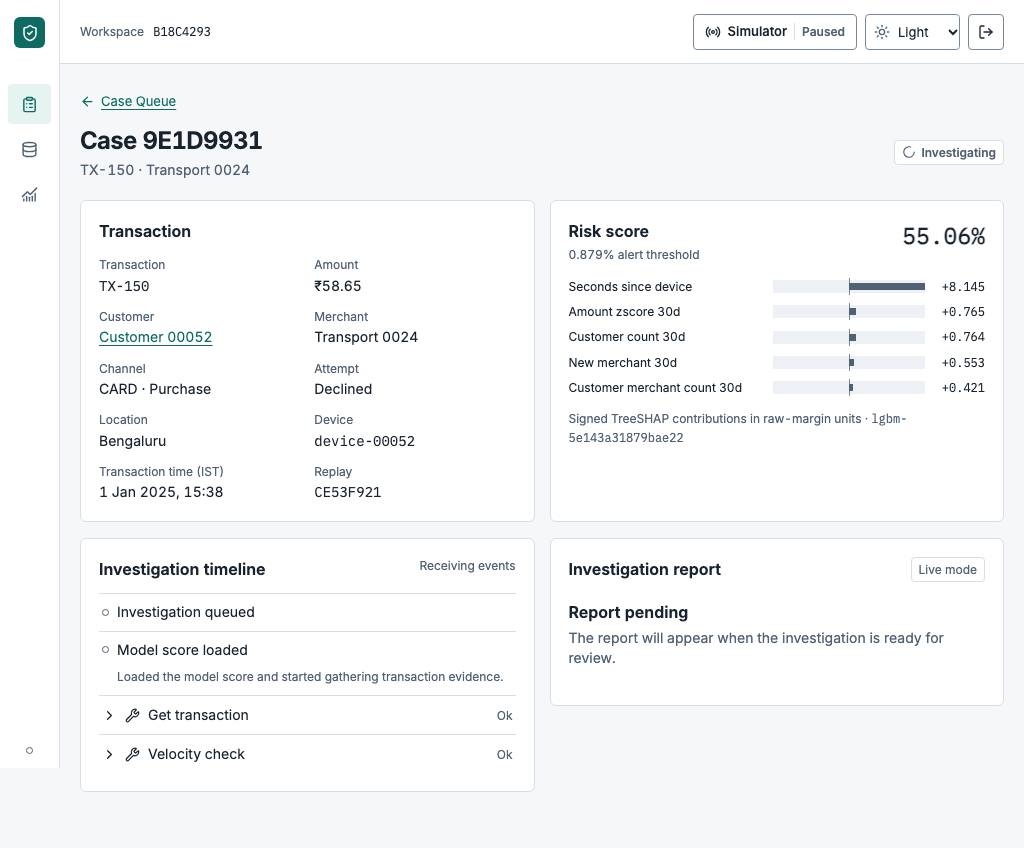 Workspace B18C4293
Simulator Paused
Light
Case Queue
Case 9E1D9931
TX-150 · Transport 0024
Investigating
Transaction
Transaction
TX-150
Amount
₹58.65
Customer
Customer 00052
Merchant
Transport 0024
Channel
CARD · Purchase
Attempt
Declined
Location
Bengaluru
Device
device-00052
Transaction time (IST)
1 Jan 2025, 15:38
Replay
CE53F921
Risk score
55.06%
0.879% alert threshold
Seconds since device +8.145
Amount zscore 30d +0.765
Customer count 30d +0.764
New merchant 30d +0.553
Customer merchant count 30d +0.421
Signed TreeSHAP contributions in raw-margin units · lgbm-
5e143a31879bae22
Investigation timeline
Receiving events
Investigation queued
Model score loaded
Loaded the model score and started gathering transaction evidence.
Get transaction Ok
Velocity check Ok
Investigation report
Live mode
Report pending
The report will appear when the investigation is ready for
review.